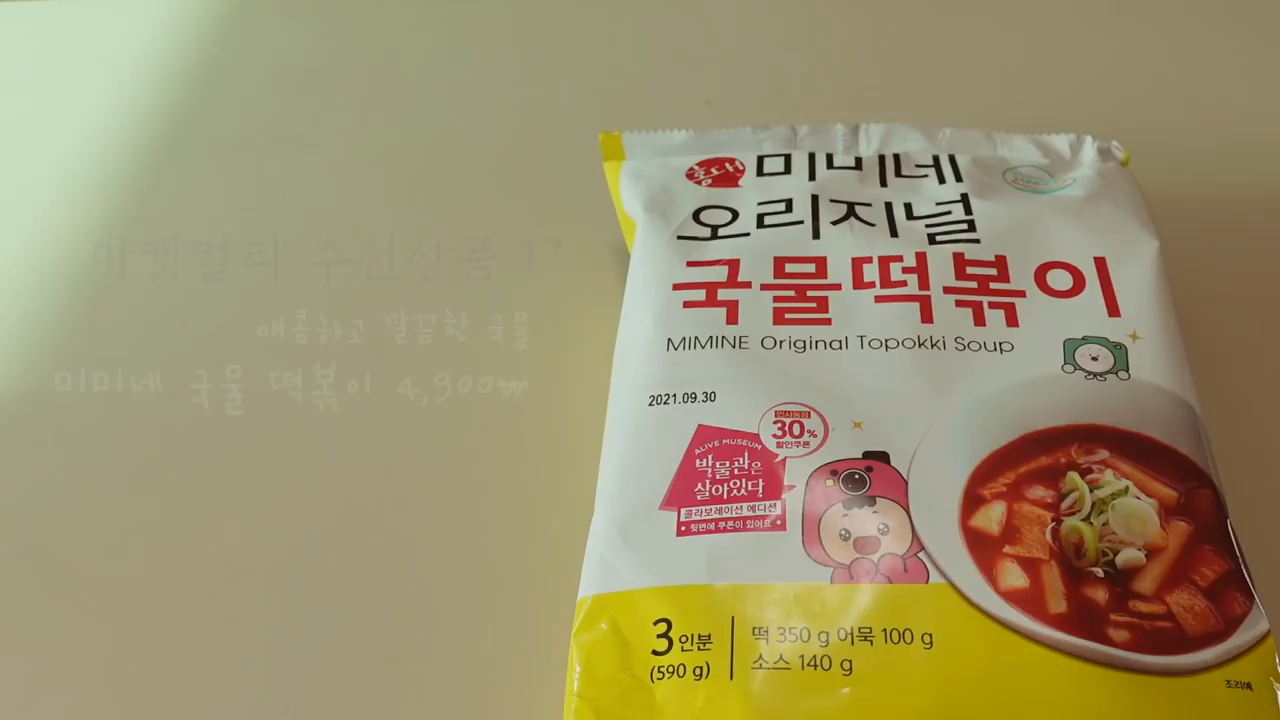 마켓컬리 추천상품 17
매콤하고 깔끔한 국물
미미네 국물 떡볶이 4,900₩
홍대 미미네
오리지널
국물떡볶이
MIMINE Original Topokki Soup
2021.09.30
인사동점
30%
할인쿠폰
ALIVE MUSEUM
박물관은
살아있다
콜라보레이션 에디션
• 뒷면에 쿠폰이 있어요 •
3인분
(590 g)
떡 350 g 어묵 100 g
소스 140 g
조리예